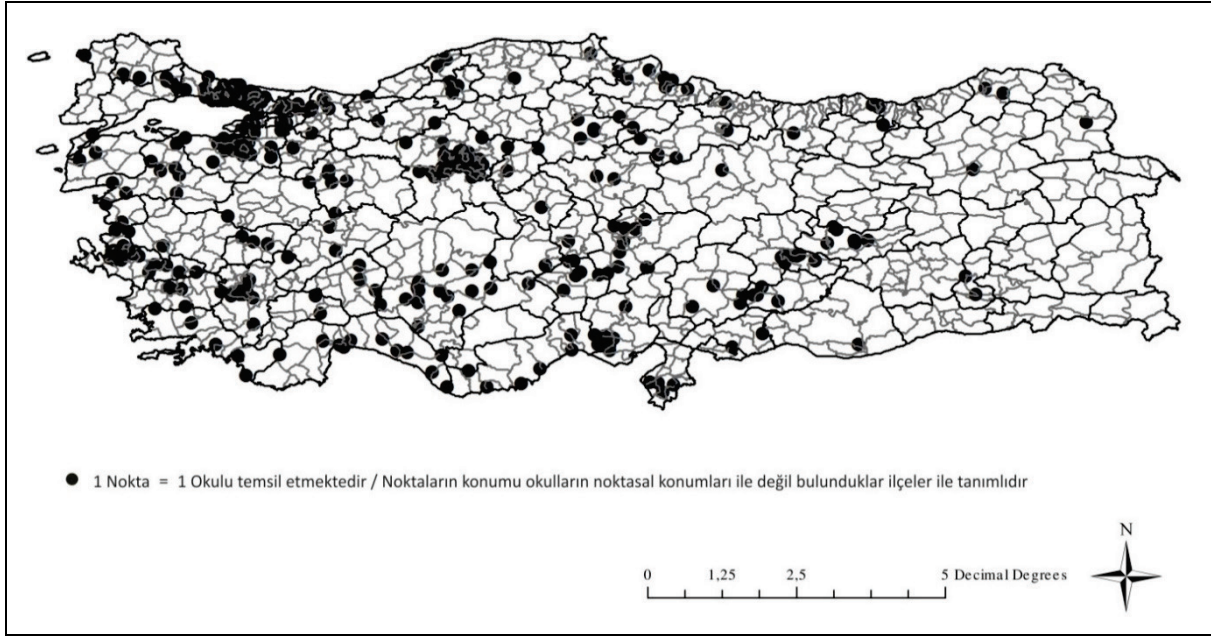 1 Nokta = 1 Okulu temsil etmektedir / Noktaların konumu okulların noktasal konumları ile değil bulunduklar ilçeler ile tanımlıdır
N
0 1,25 2,5 5 Decimal Degrees